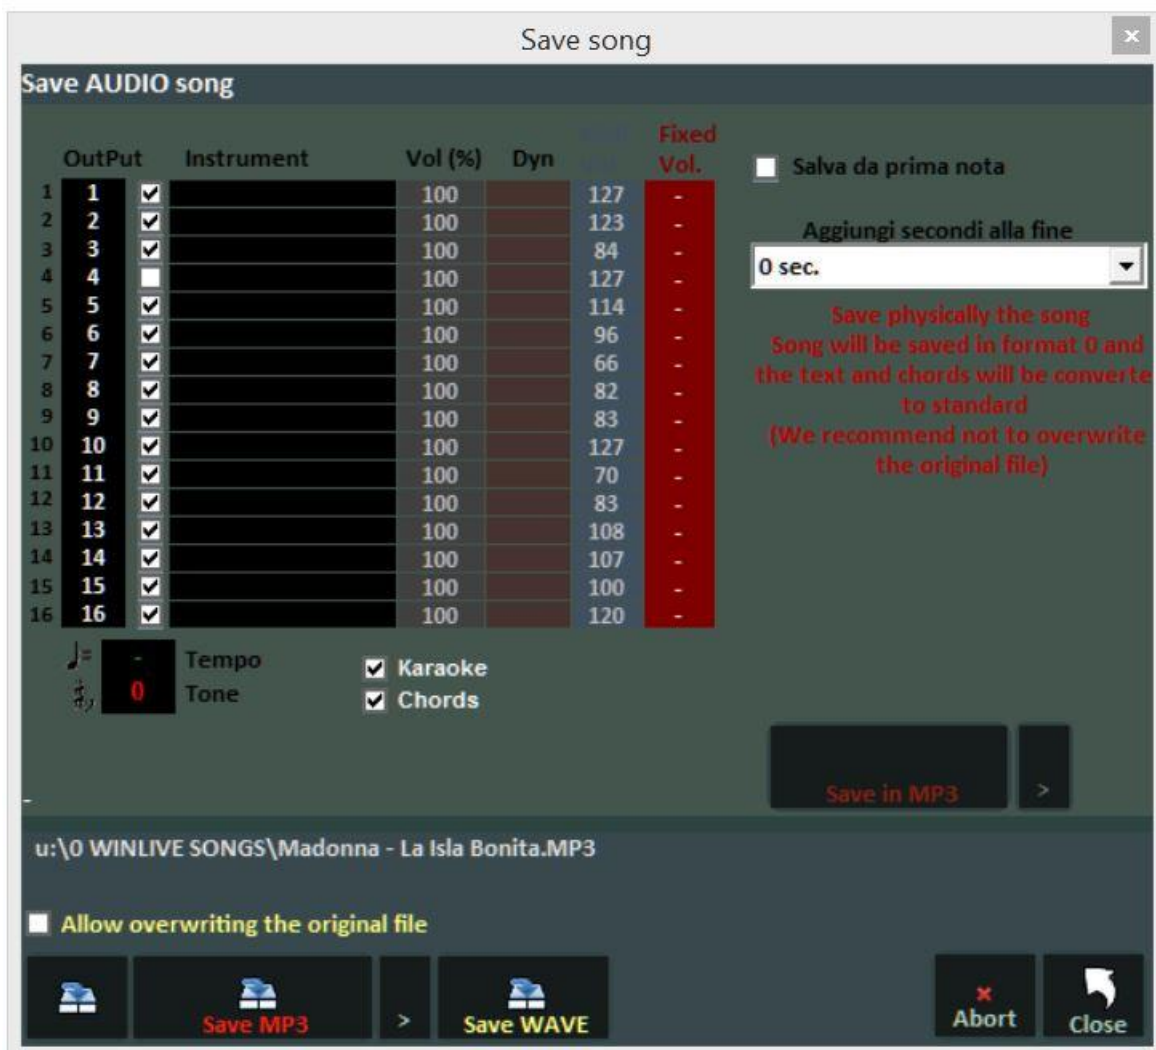 Save song
Save AUDIO song
Fixed
OutPut Instrument Vol (%) Dyn Vol.
1 1 100 127 -
2 2 100 123 -
3 3 100 84 -
4 4 100 127 -
5 5 100 114 -
6 6 100 96 -
7 7 100 66 -
8 8 100 82 -
9 9 100 83 -
10 10 100 127 -
11 11 100 70 -
12 12 100 83 -
13 13 100 108 -
14 14 100 107 -
15 15 100 100 -
16 16 100 120 -
Salva da prima nota
Aggiungi secondi alla fine
0 sec.
Save physically the song
Song will be saved in format 0 and
the text and chords will be converte
to standard
(We recommend not to overwrite
the original file)
- Tempo
0 Tone
Karaoke
Chords
Save in MP3 >
-
u:\0 WINLIVE SONGS\Madonna - La Isla Bonita.MP3
Allow overwriting the original file
Save MP3 > Save WAVE Abort Close